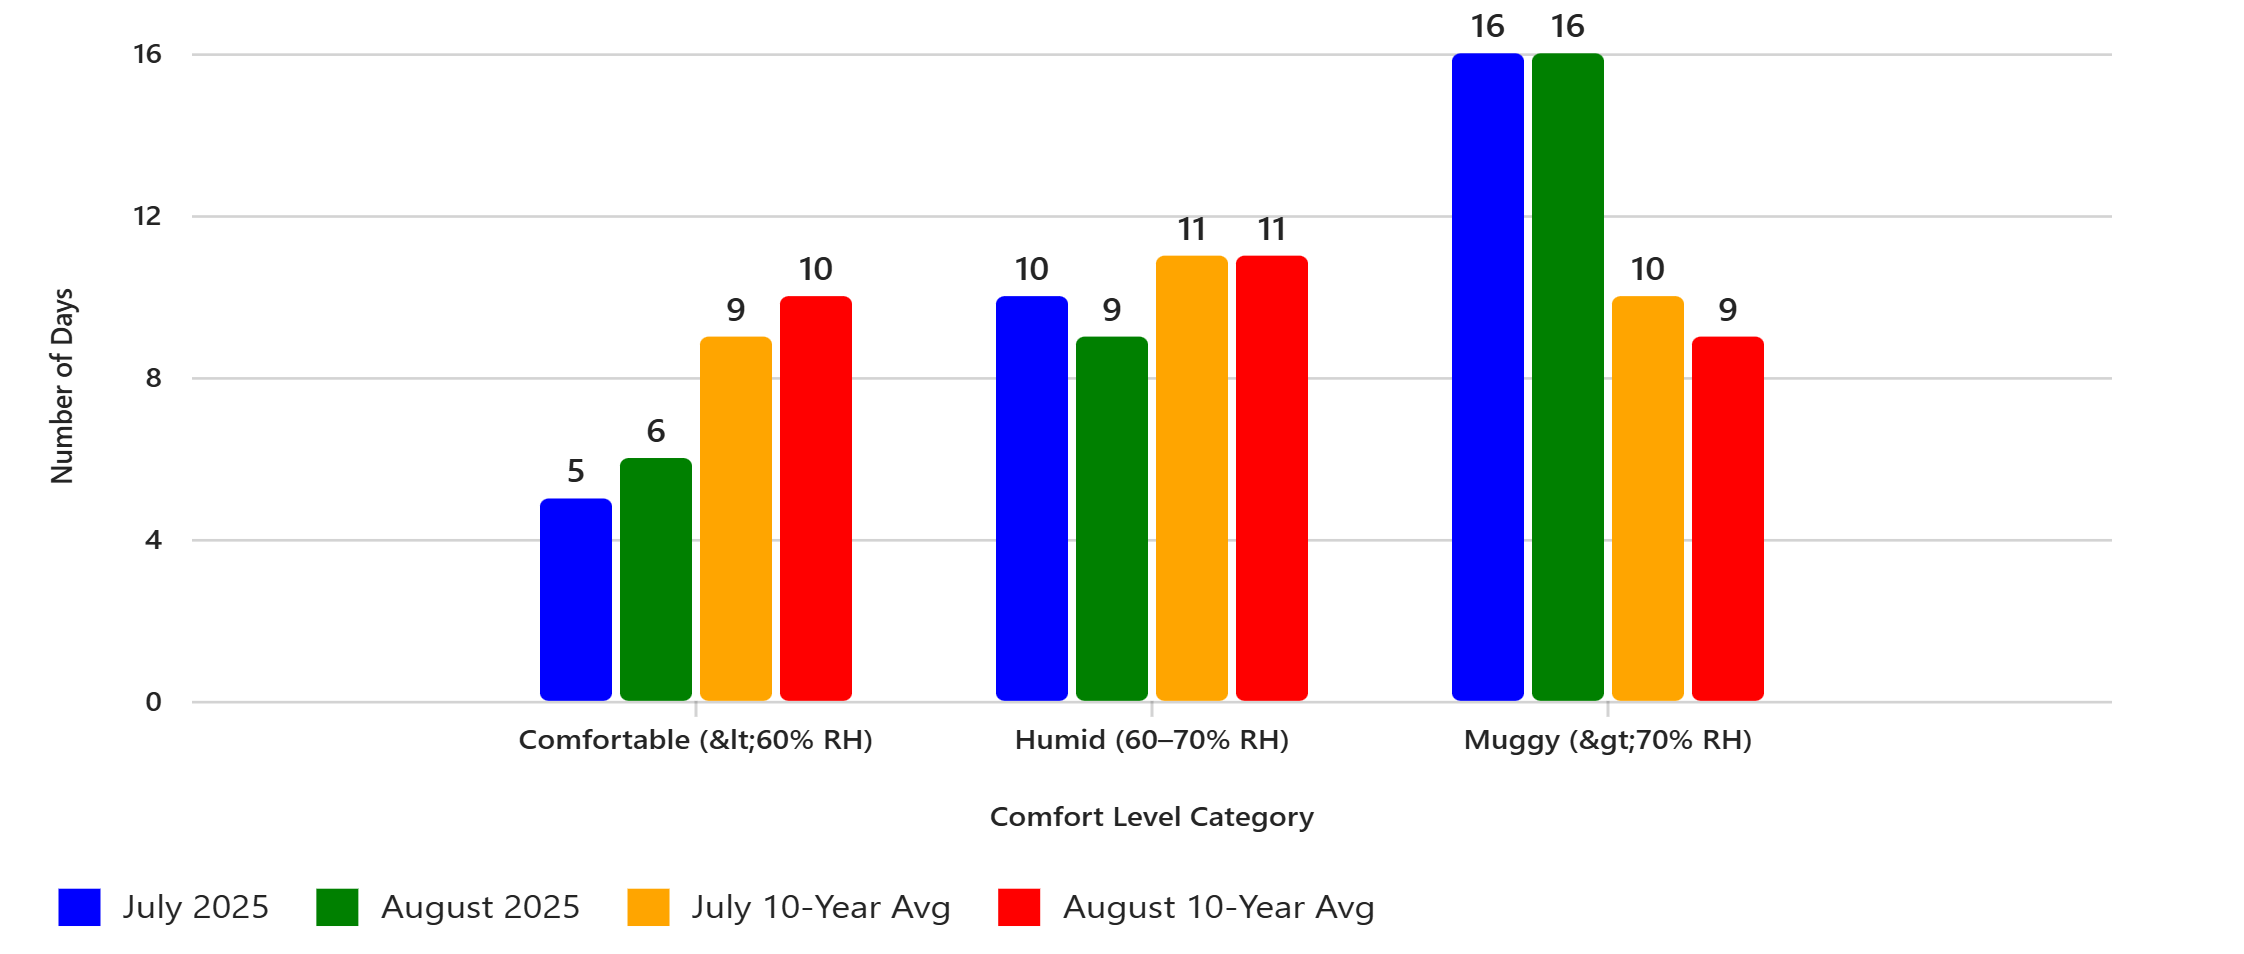 16 16
16
12
11 11
10 10 10
9 9 9
8
6
5
4
0
Number of Days
Comfortable (&lt;60% RH) Humid (60–70% RH) Muggy (&gt;70% RH)
Comfort Level Category
July 2025 August 2025 July 10-Year Avg August 10-Year Avg